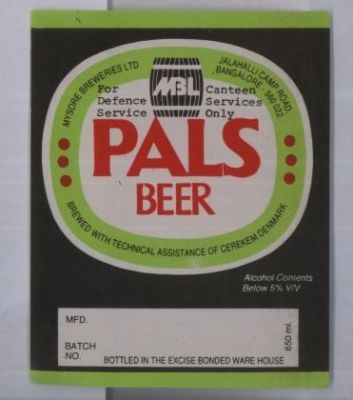 MYSORE BREWERIES LTD
JALAHALLI CAMP ROAD,
BANGALORE - 560 022
MBL
For Canteen
Defence Services
Service Only
PALS
BEER
BREWED WITH TECHNICAL ASSISTANCE OF CEREKEM DENMARK
Alcohol Contents
Below 5% V/V
MFD.
BATCH
NO.
650 ml.
BOTTLED IN THE EXCISE BONDED WARE HOUSE